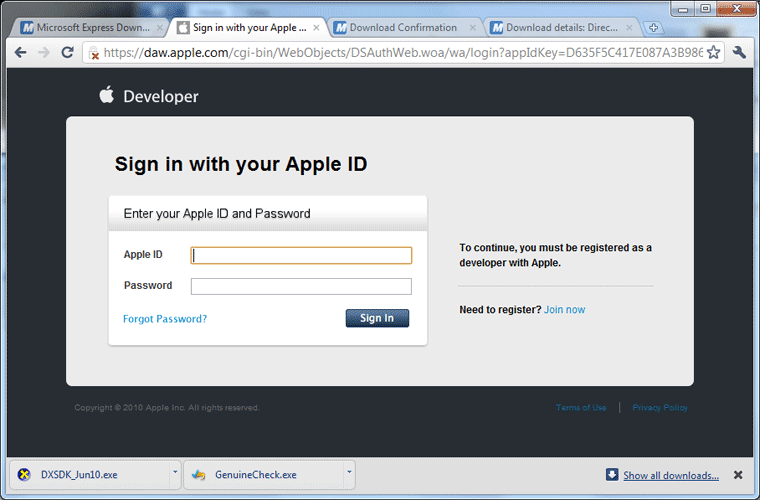 Microsoft Express Down...
Sign in with your Apple ...
Download Confirmation
Download details: Direc...
https://daw.apple.com/cgi-bin/WebObjects/DSAuthWeb.woa/wa/login?appIdKey=D635F5C417E087A3B986
Developer
Sign in with your Apple ID
Enter your Apple ID and Password
Apple ID
Password
Forgot Password?
Sign In
To continue, you must be registered as a
developer with Apple.
Need to register? Join now
Copyright © 2010 Apple Inc. All rights reserved.
Terms of Use
Privacy Policy
DXSDK_Jun10.exe
GenuineCheck.exe
Show all downloads...